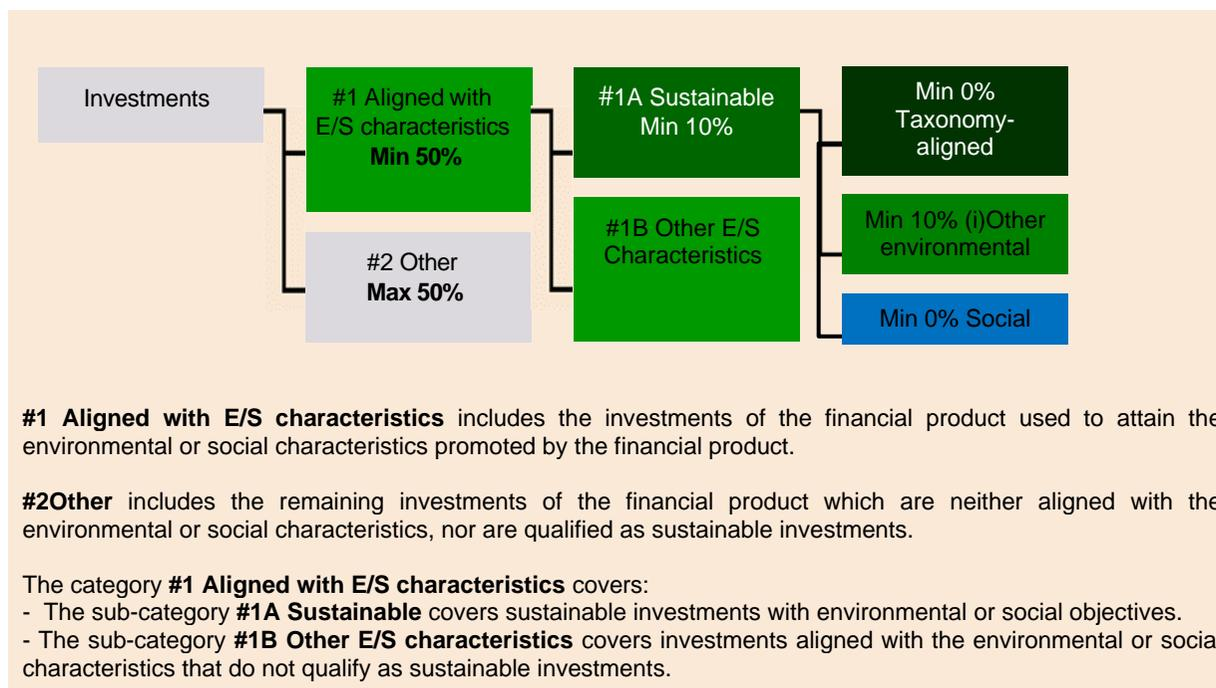 Investments
#1 Aligned with
E/S characteristics
Min 50%
#2 Other
Max 50%
#1A Sustainable
Min 10%
#1B Other E/S
Characteristics
Min 0%
Taxonomy-
aligned
Min 10% (i)Other
environmental
Min 0% Social
#1 Aligned with E/S characteristics includes the investments of the financial product used to attain the
environmental or social characteristics promoted by the financial product.
#2Other includes the remaining investments of the financial product which are neither aligned with the
environmental or social characteristics, nor are qualified as sustainable investments.
The category #1 Aligned with E/S characteristics covers:
- The sub-category #1A Sustainable covers sustainable investments with environmental or social objectives.
- The sub-category #1B Other E/S characteristics covers investments aligned with the environmental or social
characteristics that do not qualify as sustainable investments.